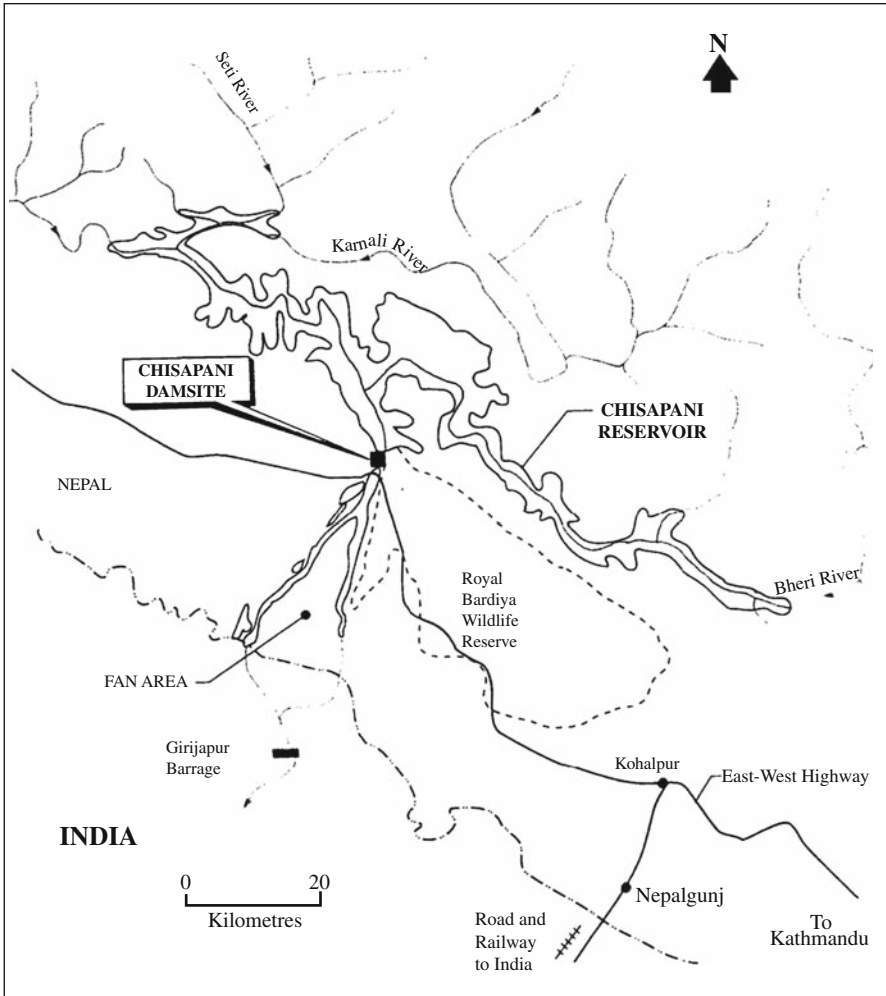 N
Seti River
Karnali River
CHISAPANI
DAMSITE
CHISAPANI
RESERVOIR
NEPAL
Bheri River
Royal
Bardiya
Wildlife
Reserve
FAN AREA
Girijapur
Barrage
Kohalpur
East-West Highway
INDIA
0 20
Kilometres
Nepalgunj
Road and
Railway
to India
To
Kathmandu